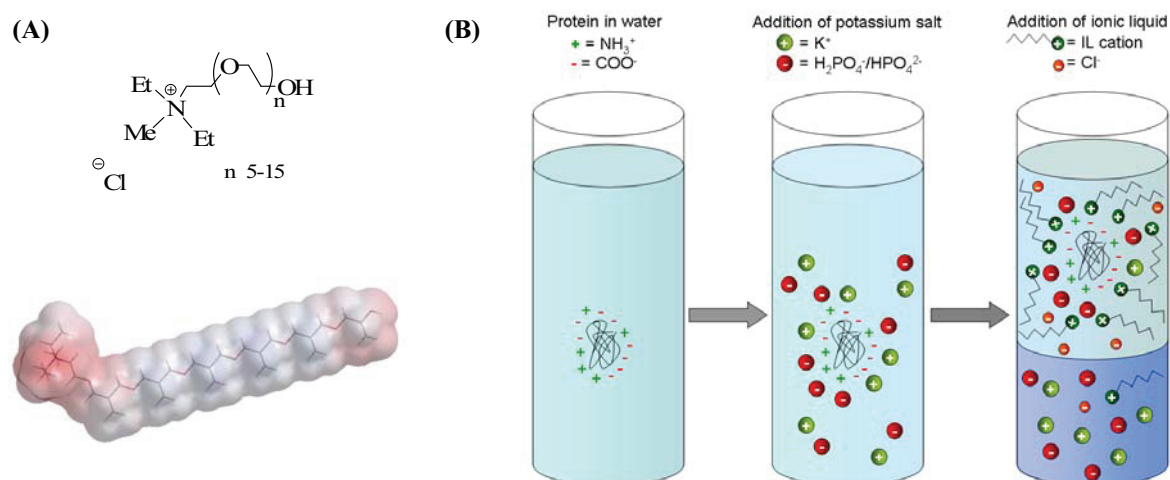 (A)
Et
⊕
N
Me
Et
(O
)n
OH
⊖
Cl
n 5-15
(B)
Protein in water
+ = NH₃⁺
- = COO⁻
Addition of potassium salt
+ = K⁺
- = H₂PO₄⁻/HPO₄²⁻
Addition of ionic liquid
+ = IL cation
- = Cl⁻